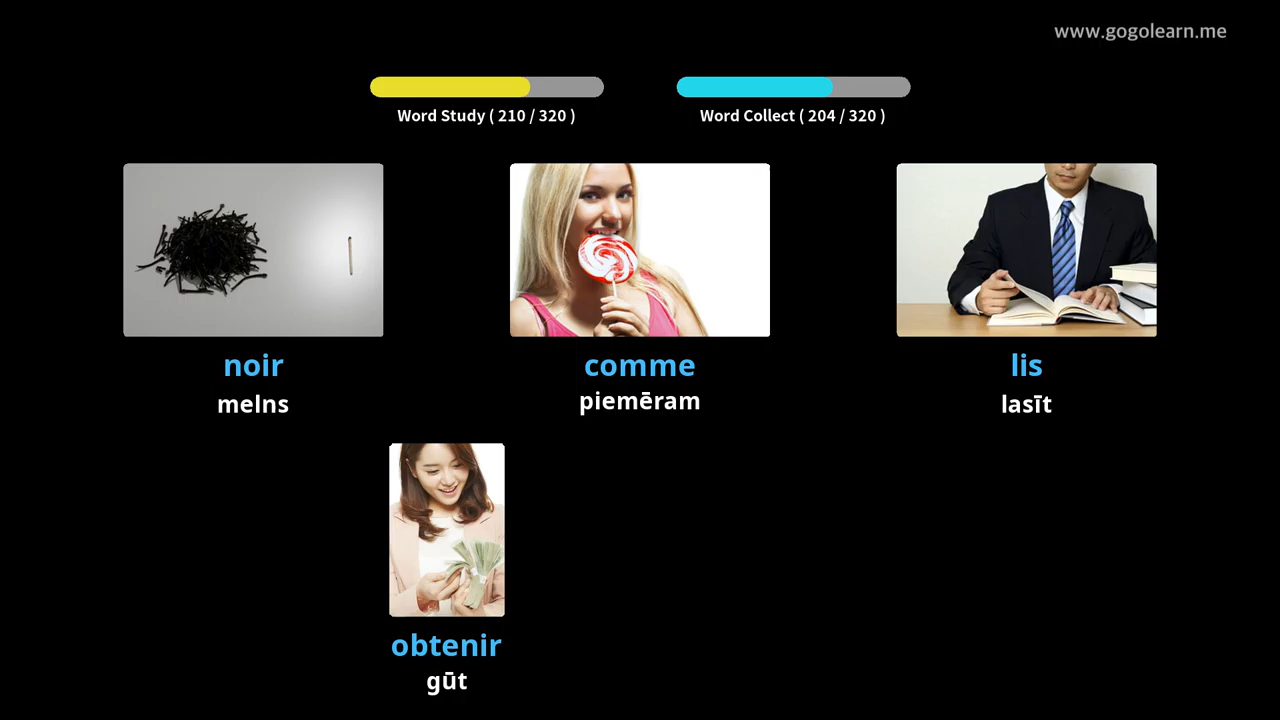 www.gogolearn.me
Word Study ( 210 / 320 )
Word Collect ( 204 / 320 )
noir
melns
comme
piemēram
lis
lasīt
obtenir
gūt